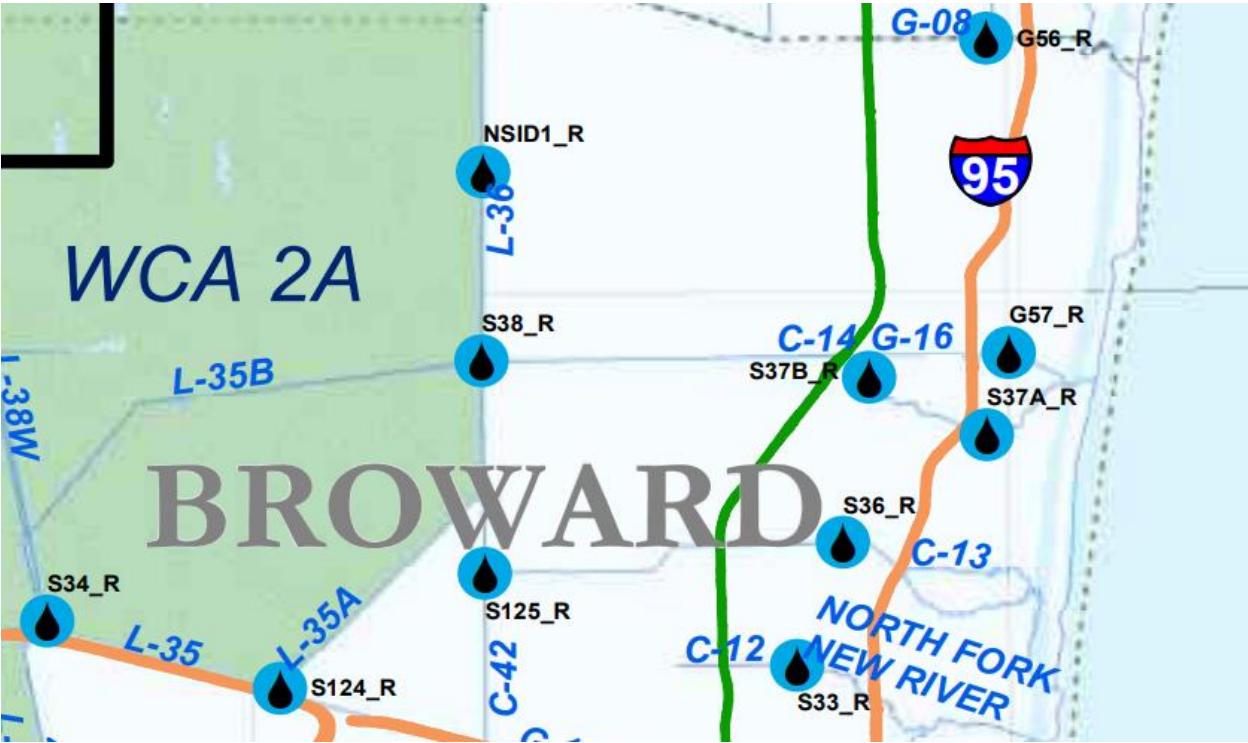 G-08
G56_R
NSID1_R
95
L-36
WCA 2A
S38_R
G57_R
C-14
G-16
L-35B
S37B_R
S37A_R
L-38W
BROWARD
S36_R
C-13
S34_R
L-35A
S125_R
NORTH FORK
NEW RIVER
L-35
C-12
C-42
S124_R
S33_R